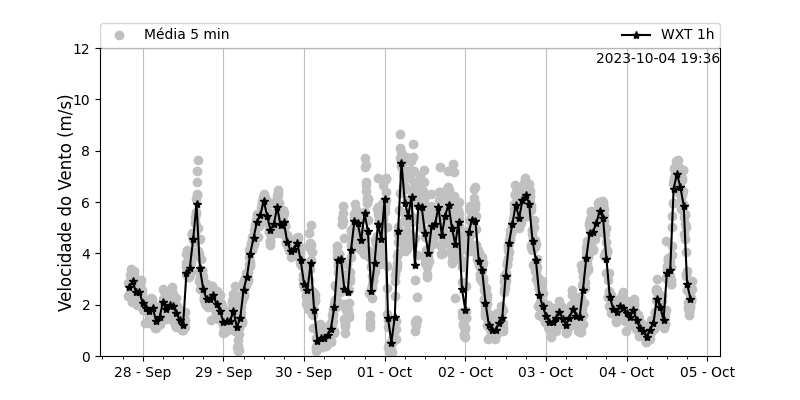 Média 5 min
WXT 1h
2023-10-04 19:36
Velocidade do Vento (m/s)
12
10
8
6
4
2
0
28 - Sep
29 - Sep
30 - Sep
01 - Oct
02 - Oct
03 - Oct
04 - Oct
05 - Oct